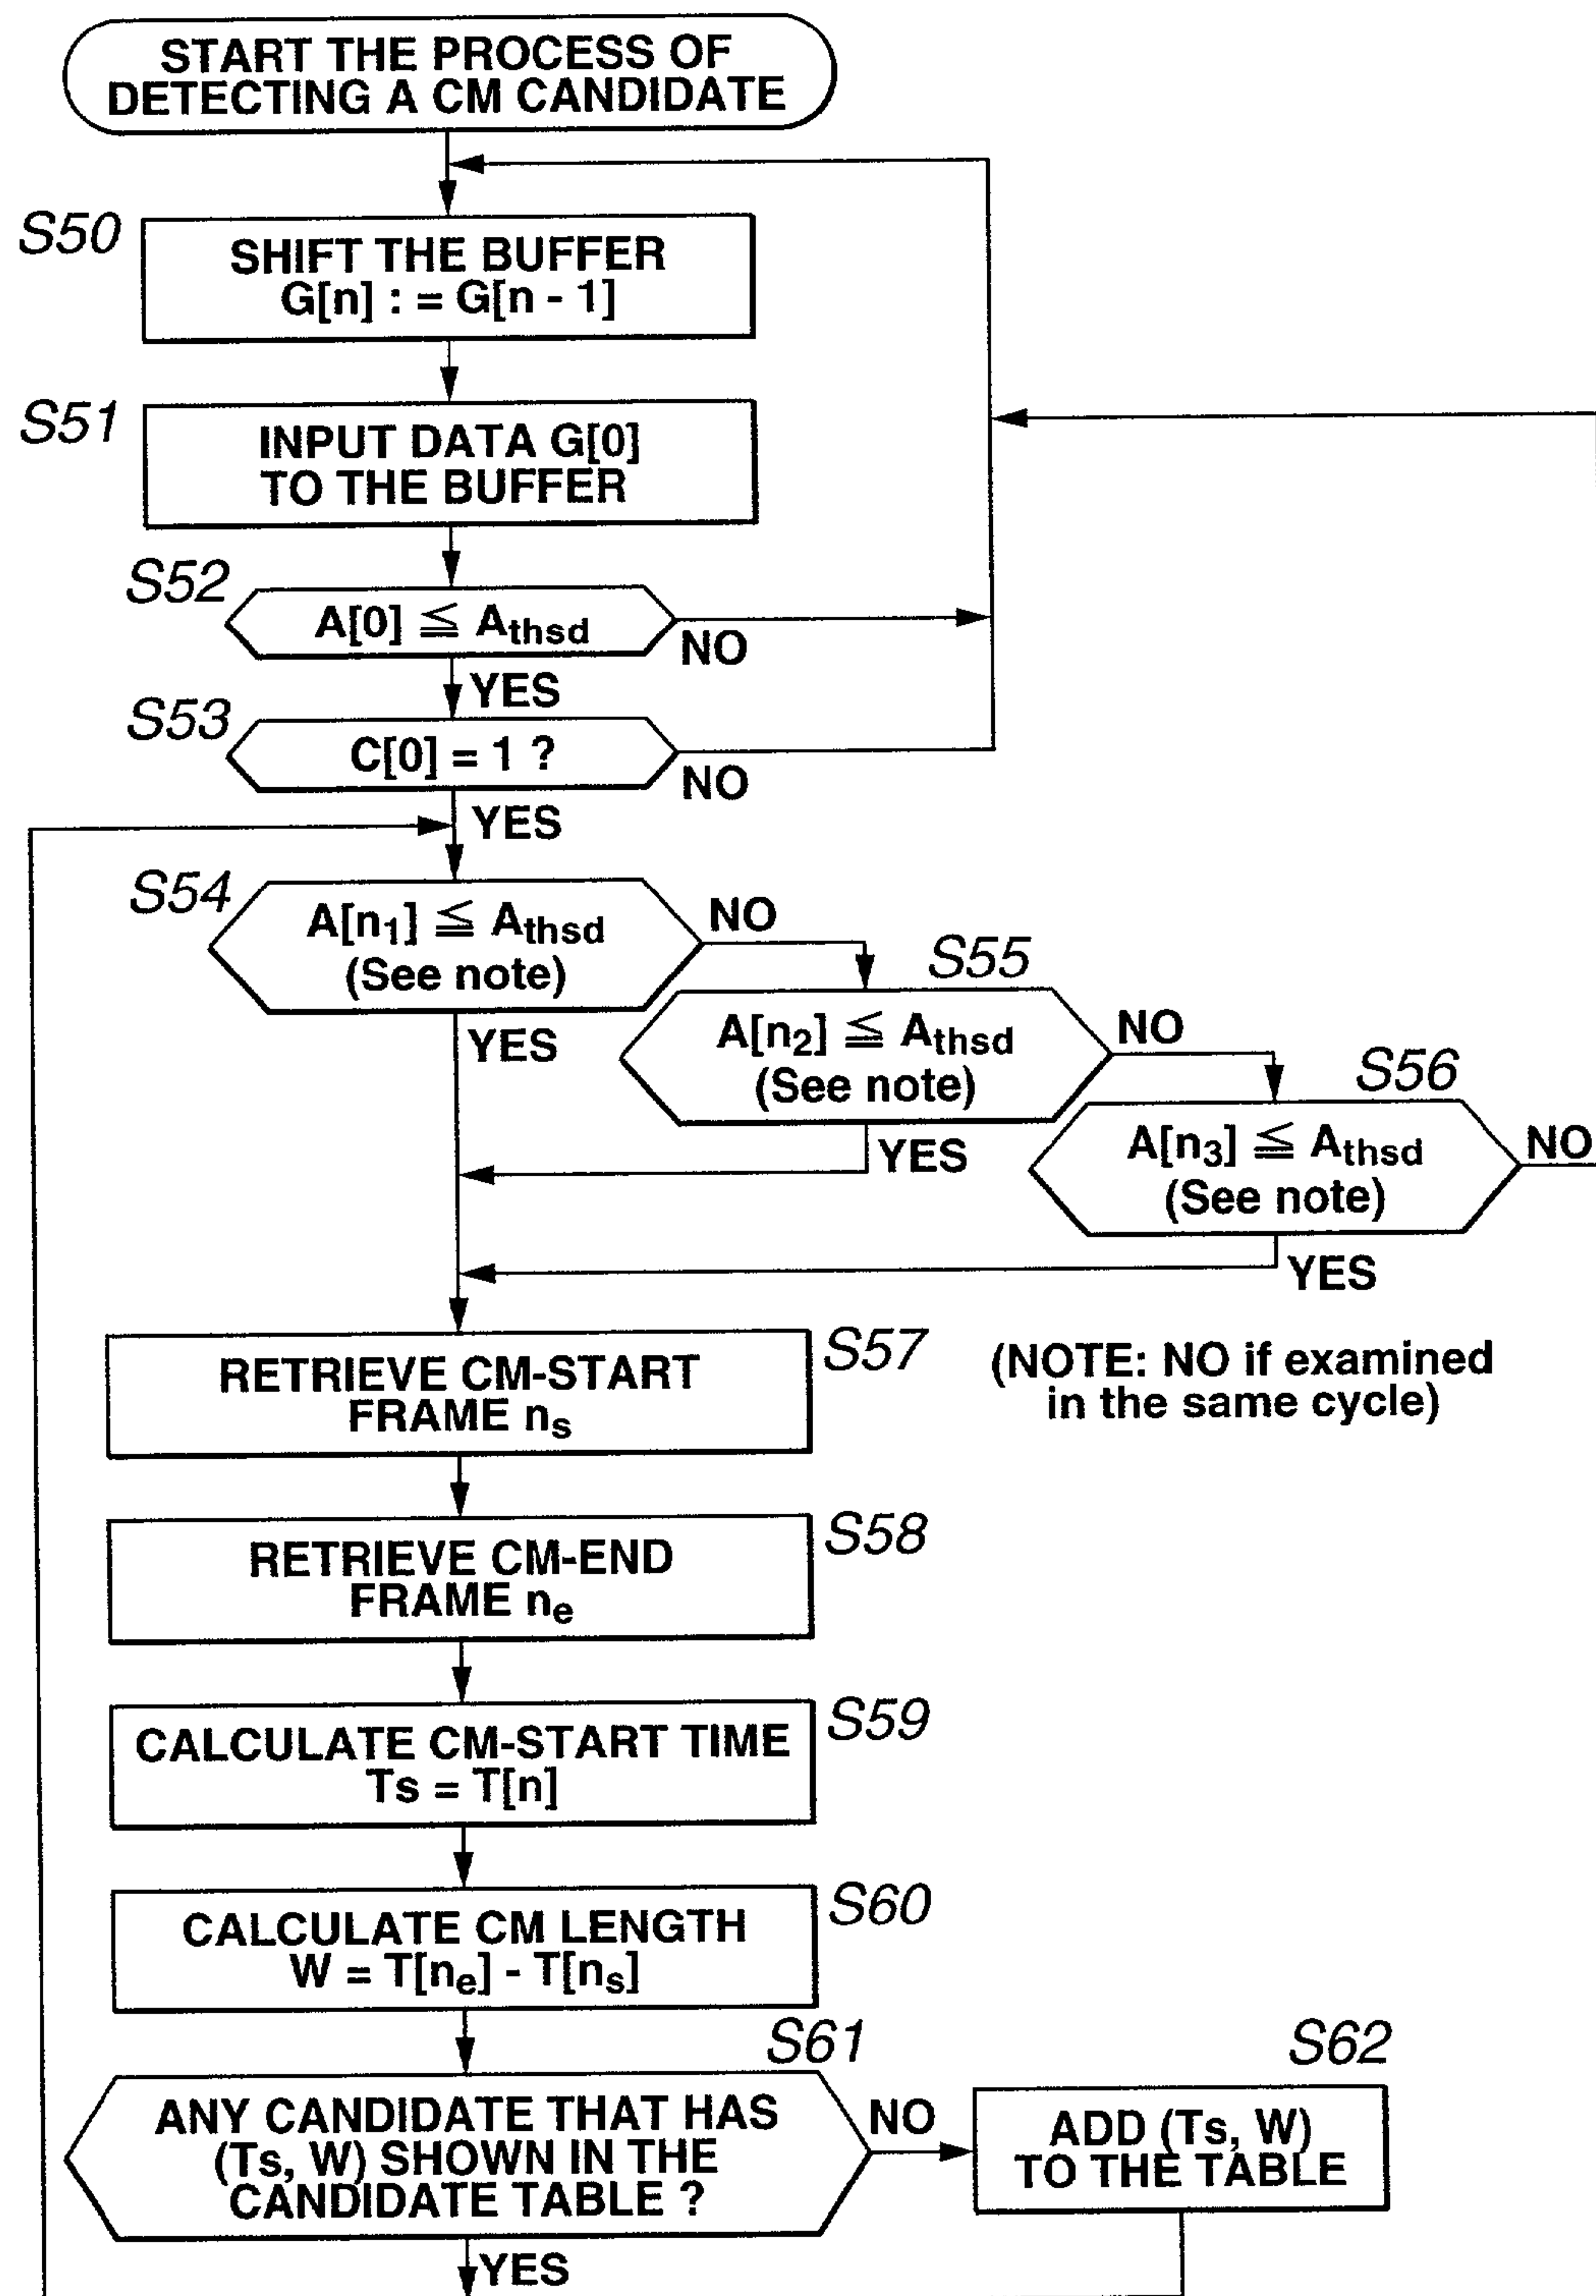 START THE PROCESS OF
DETECTING A CM CANDIDATE
S50
SHIFT THE BUFFER
G[n] : = G[n - 1]
S51
INPUT DATA G[0]
TO THE BUFFER
S52
A[0] ≦ Athsd
NO
YES
S53
C[0] = 1 ?
NO
YES
S54
A[n1] ≦ Athsd
(See note)
NO
YES
S55
A[n2] ≦ Athsd
(See note)
NO
YES
S56
A[n3] ≦ Athsd
(See note)
NO
YES
S57
RETRIEVE CM-START
FRAME ns
(NOTE: NO if examined
in the same cycle)
S58
RETRIEVE CM-END
FRAME ne
S59
CALCULATE CM-START TIME
Ts = T[n]
S60
CALCULATE CM LENGTH
W = T[ne] - T[ns]
S61
ANY CANDIDATE THAT HAS
(Ts, W) SHOWN IN THE
CANDIDATE TABLE ?
NO
YES
S62
ADD (Ts, W)
TO THE TABLE